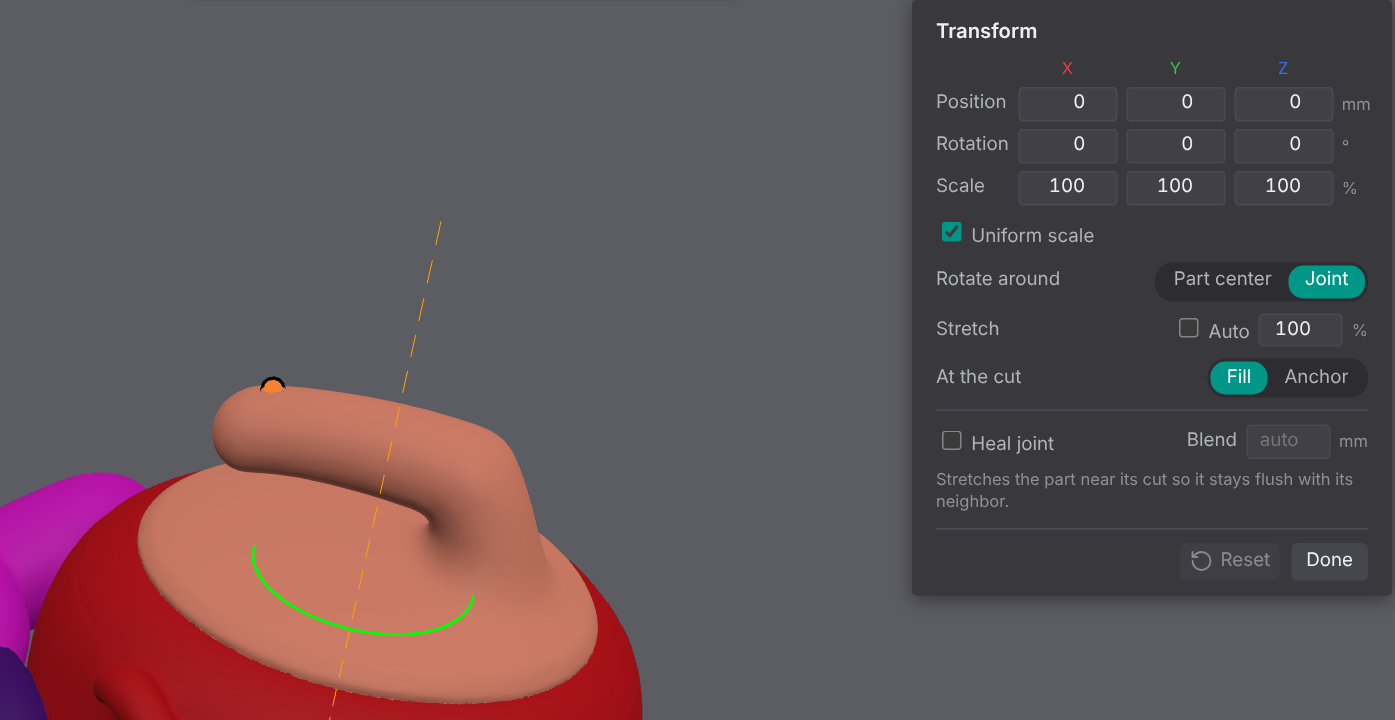 Transform
X Y Z
Position 0 0 0 mm
Rotation 0 0 0 °
Scale 100 100 100 %
Uniform scale
Rotate around Part center Joint
Stretch Auto 100 %
At the cut Fill Anchor
Heal joint Blend auto mm
Stretches the part near its cut so it stays flush with its
neighbor.
Reset Done